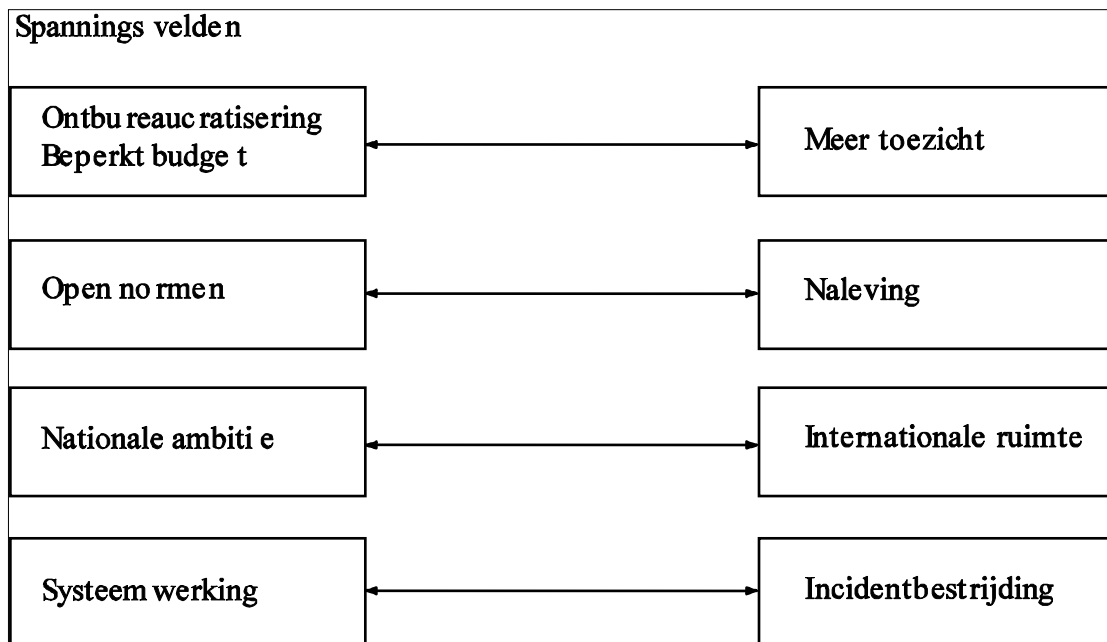 Spannings velden
Ontbu reauc ratisering
Beperkt budge t
Meer toezicht
Open no rmen
Naleving
Nationale ambiti e
Internationale ruimte
Systeem werking
Incidentbestrijding